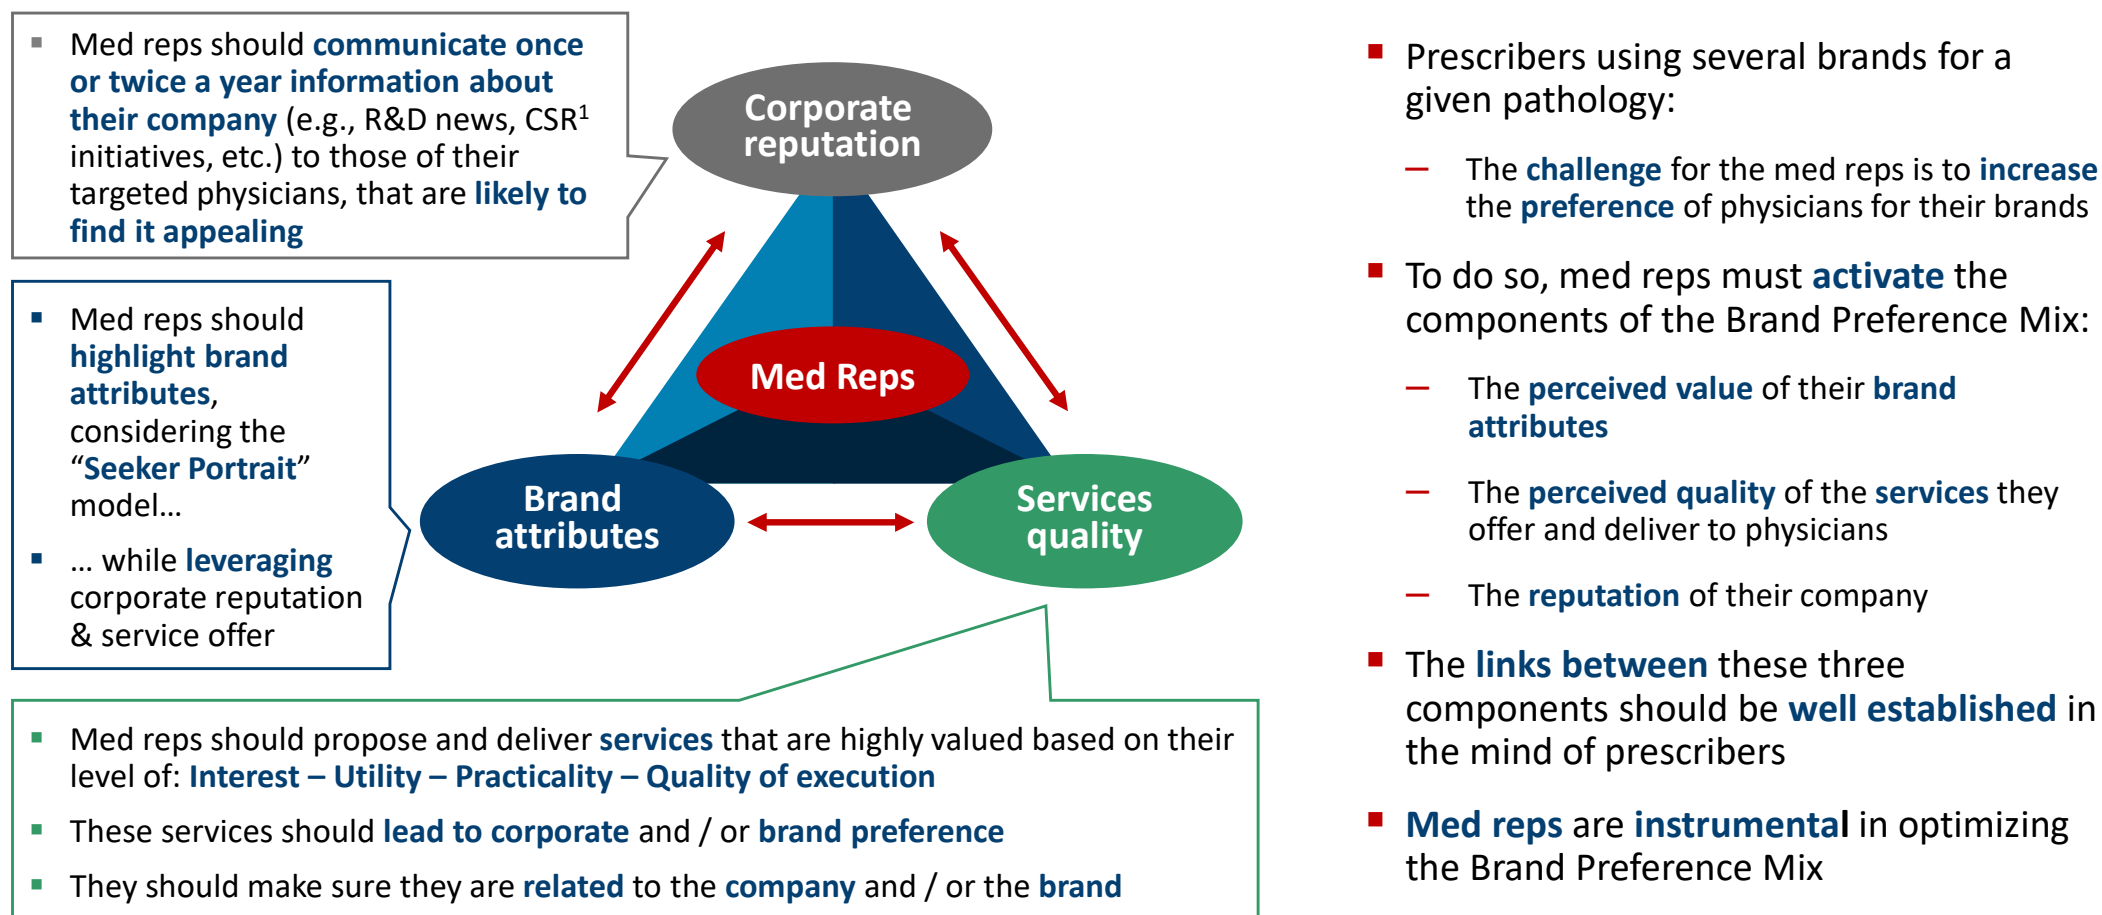 ▪ Med reps should communicate once
or twice a year information about
their company (e.g., R&D news, CSR¹
initiatives, etc.) to those of their
targeted physicians, that are likely to
find it appealing
▪ Med reps should
highlight brand
attributes,
considering the
“Seeker Portrait”
model…
▪ … while leveraging
corporate reputation
& service offer
Corporate
reputation
Med Reps
Brand
attributes
Services
quality
▪ Med reps should propose and deliver services that are highly valued based on their
level of: Interest – Utility – Practicality – Quality of execution
▪ These services should lead to corporate and / or brand preference
▪ They should make sure they are related to the company and / or the brand
▪ Prescribers using several brands for a
given pathology:
– The challenge for the med reps is to increase
the preference of physicians for their brands
▪ To do so, med reps must activate the
components of the Brand Preference Mix:
– The perceived value of their brand
attributes
– The perceived quality of the services they
offer and deliver to physicians
– The reputation of their company
▪ The links between these three
components should be well established in
the mind of prescribers
▪ Med reps are instrumental in optimizing
the Brand Preference Mix